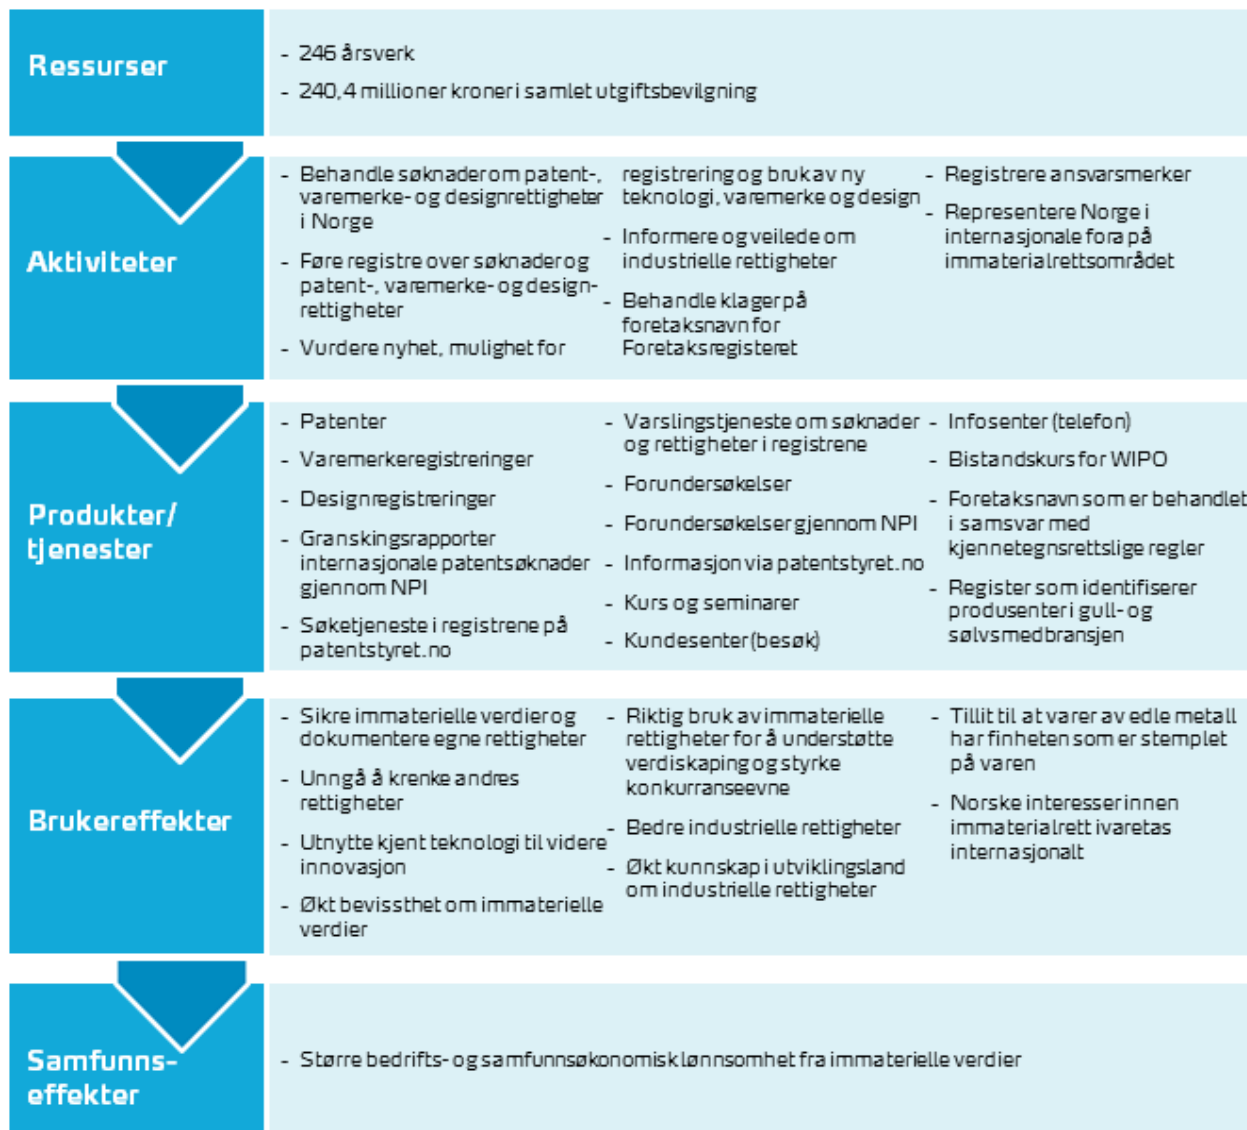 Ressurser
- 246 årsverk
- 240,4 millioner kroner i samlet utgiftsbevilgning
Aktiviteter
- Behandle søknader om patent-,
varemerke- og designrettigheter
i Norge
- Føre registre over søknader og
patent-, varemerke- og design-
rettigheter
- Vurdere nyhet, mulighet for
registrering og bruk av ny
teknologi, varemerke og design
- Informere og veilede om
industrielle rettigheter
- Behandle klager på
foretaksnavn for
Foretaksregisteret
- Registrere ansvarsmerker
- Representere Norge i
internasjonale fora på
immaterialrettsområdet
Produkter/
tjenester
- Patenter
- Varemerkeregistreringer
- Designregistreringer
- Granskingsrapporter
internasjonale patentsøknader
gjennom NPI
- Søketjeneste i registrene på
patentstyret.no
- Varslingstjeneste om søknader
og rettigheter i registrene
- Forundersøkelser
- Forundersøkelser gjennom NPI
- Informasjon via patentstyret.no
- Kurs og seminarer
- Kundesenter (besøk)
- Infosenter (telefon)
- Bistandskurs for WIPO
- Foretaksnavn som er behandlet
i samsvar med
kjennetegnsrettslige regler
- Register som identifiserer
produsenter i gull- og
sølvsmedbransjen
Brukereffekter
- Sikre immaterielle verdier og
dokumentere egne rettigheter
- Unngå å krenke andres
rettigheter
- Utnytte kjent teknologi til videre
innovasjon
- Økt bevissthet om immaterielle
verdier
- Riktig bruk av immaterielle
rettigheter for å understøtte
verdiskaping og styrke
konkurranseevne
- Bedre industrielle rettigheter
- Økt kunnskap i utviklingsland
om industrielle rettigheter
- Tillit til at varer av edle metall
har finheten som er stemplet
på varen
- Norske interesser innen
immaterialrett ivaretas
internasjonalt
Samfunns-
effekter
- Større bedrifts- og samfunnsøkonomisk lønnsomhet fra immaterielle verdier